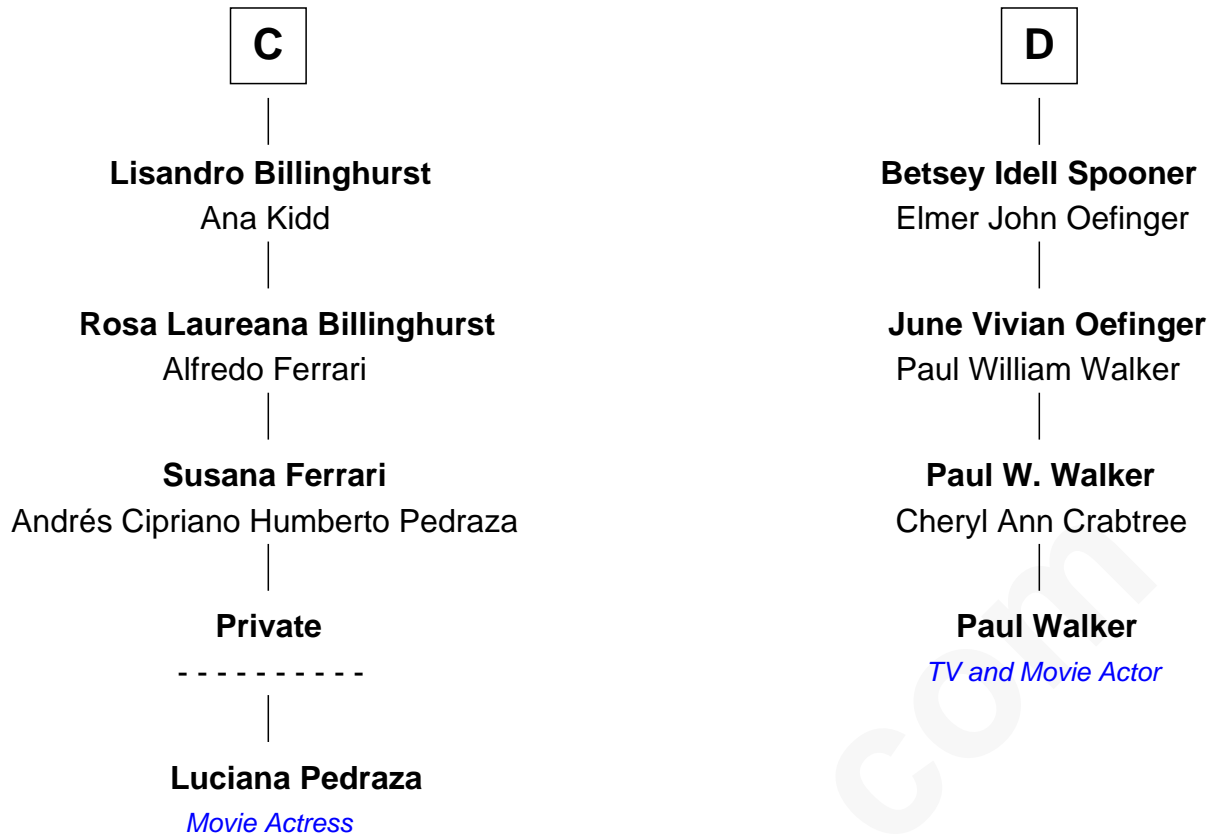 C
Lisandro Billinghurst
Ana Kidd
Rosa Laureana Billinghurst
Alfredo Ferrari
Susana Ferrari
Andrés Cipriano Humberto Pedraza
Private
- - - - - - - - - -
Luciana Pedraza
Movie Actress
D
Betsey Idell Spooner
Elmer John Oefinger
June Vivian Oefinger
Paul William Walker
Paul W. Walker
Cheryl Ann Crabtree
Paul Walker
TV and Movie Actor
com